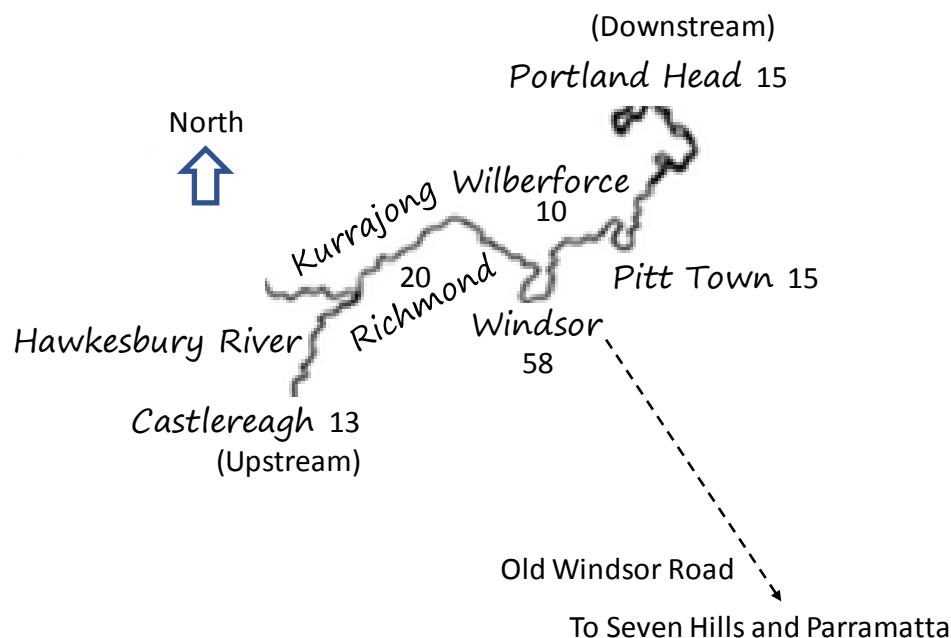 (Downstream)
Portland Head 15
North
Wilberforce
10
Kurrajong
20
Richmond
Pitt Town 15
Windsor
58
Hawkesbury River
Castlereagh 13
(Upstream)
Old Windsor Road
To Seven Hills and Parramatta